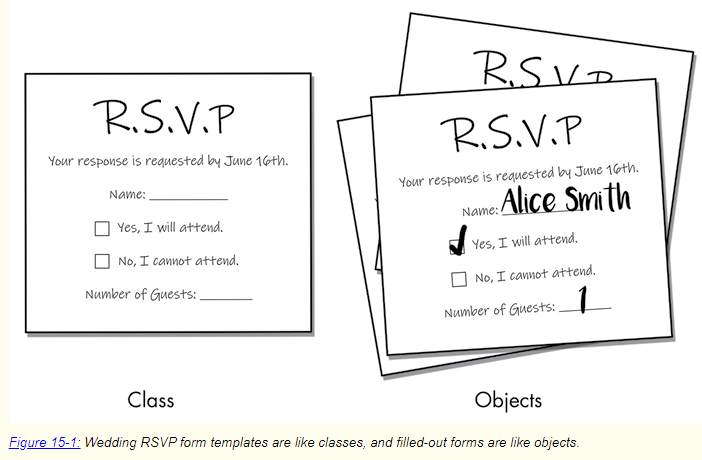 R.S.V.P
Your response is requested by June 16th.
Name:
Yes, I will attend.
No, I cannot attend.
Number of Guests:
Class
R.S.V.P
R.S.V.P
Your response is requested by June 16th.
Name: Alice Smith
Yes, I will attend.
No, I cannot attend.
Number of Guests: 1
Objects
Figure 15-1: Wedding RSVP form templates are like classes, and filled-out forms are like objects.